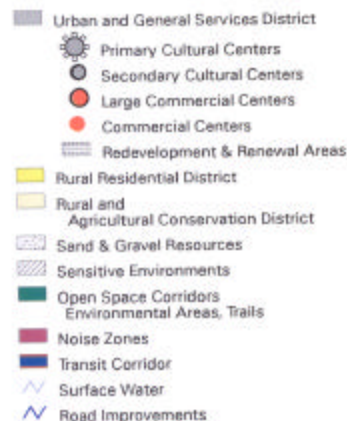 Urban and General Services District
Primary Cultural Centers
Secondary Cultural Centers
Large Commercial Centers
Commercial Centers
Redevelopment & Renewal Areas
Rural Residential District
Rural and
Agricultural Conservation District
Sand & Gravel Resources
Sensitive Environments
Open Space Corridors
Environmental Areas, Trails
Noise Zones
Transit Corridor
Surface Water
Road Improvements